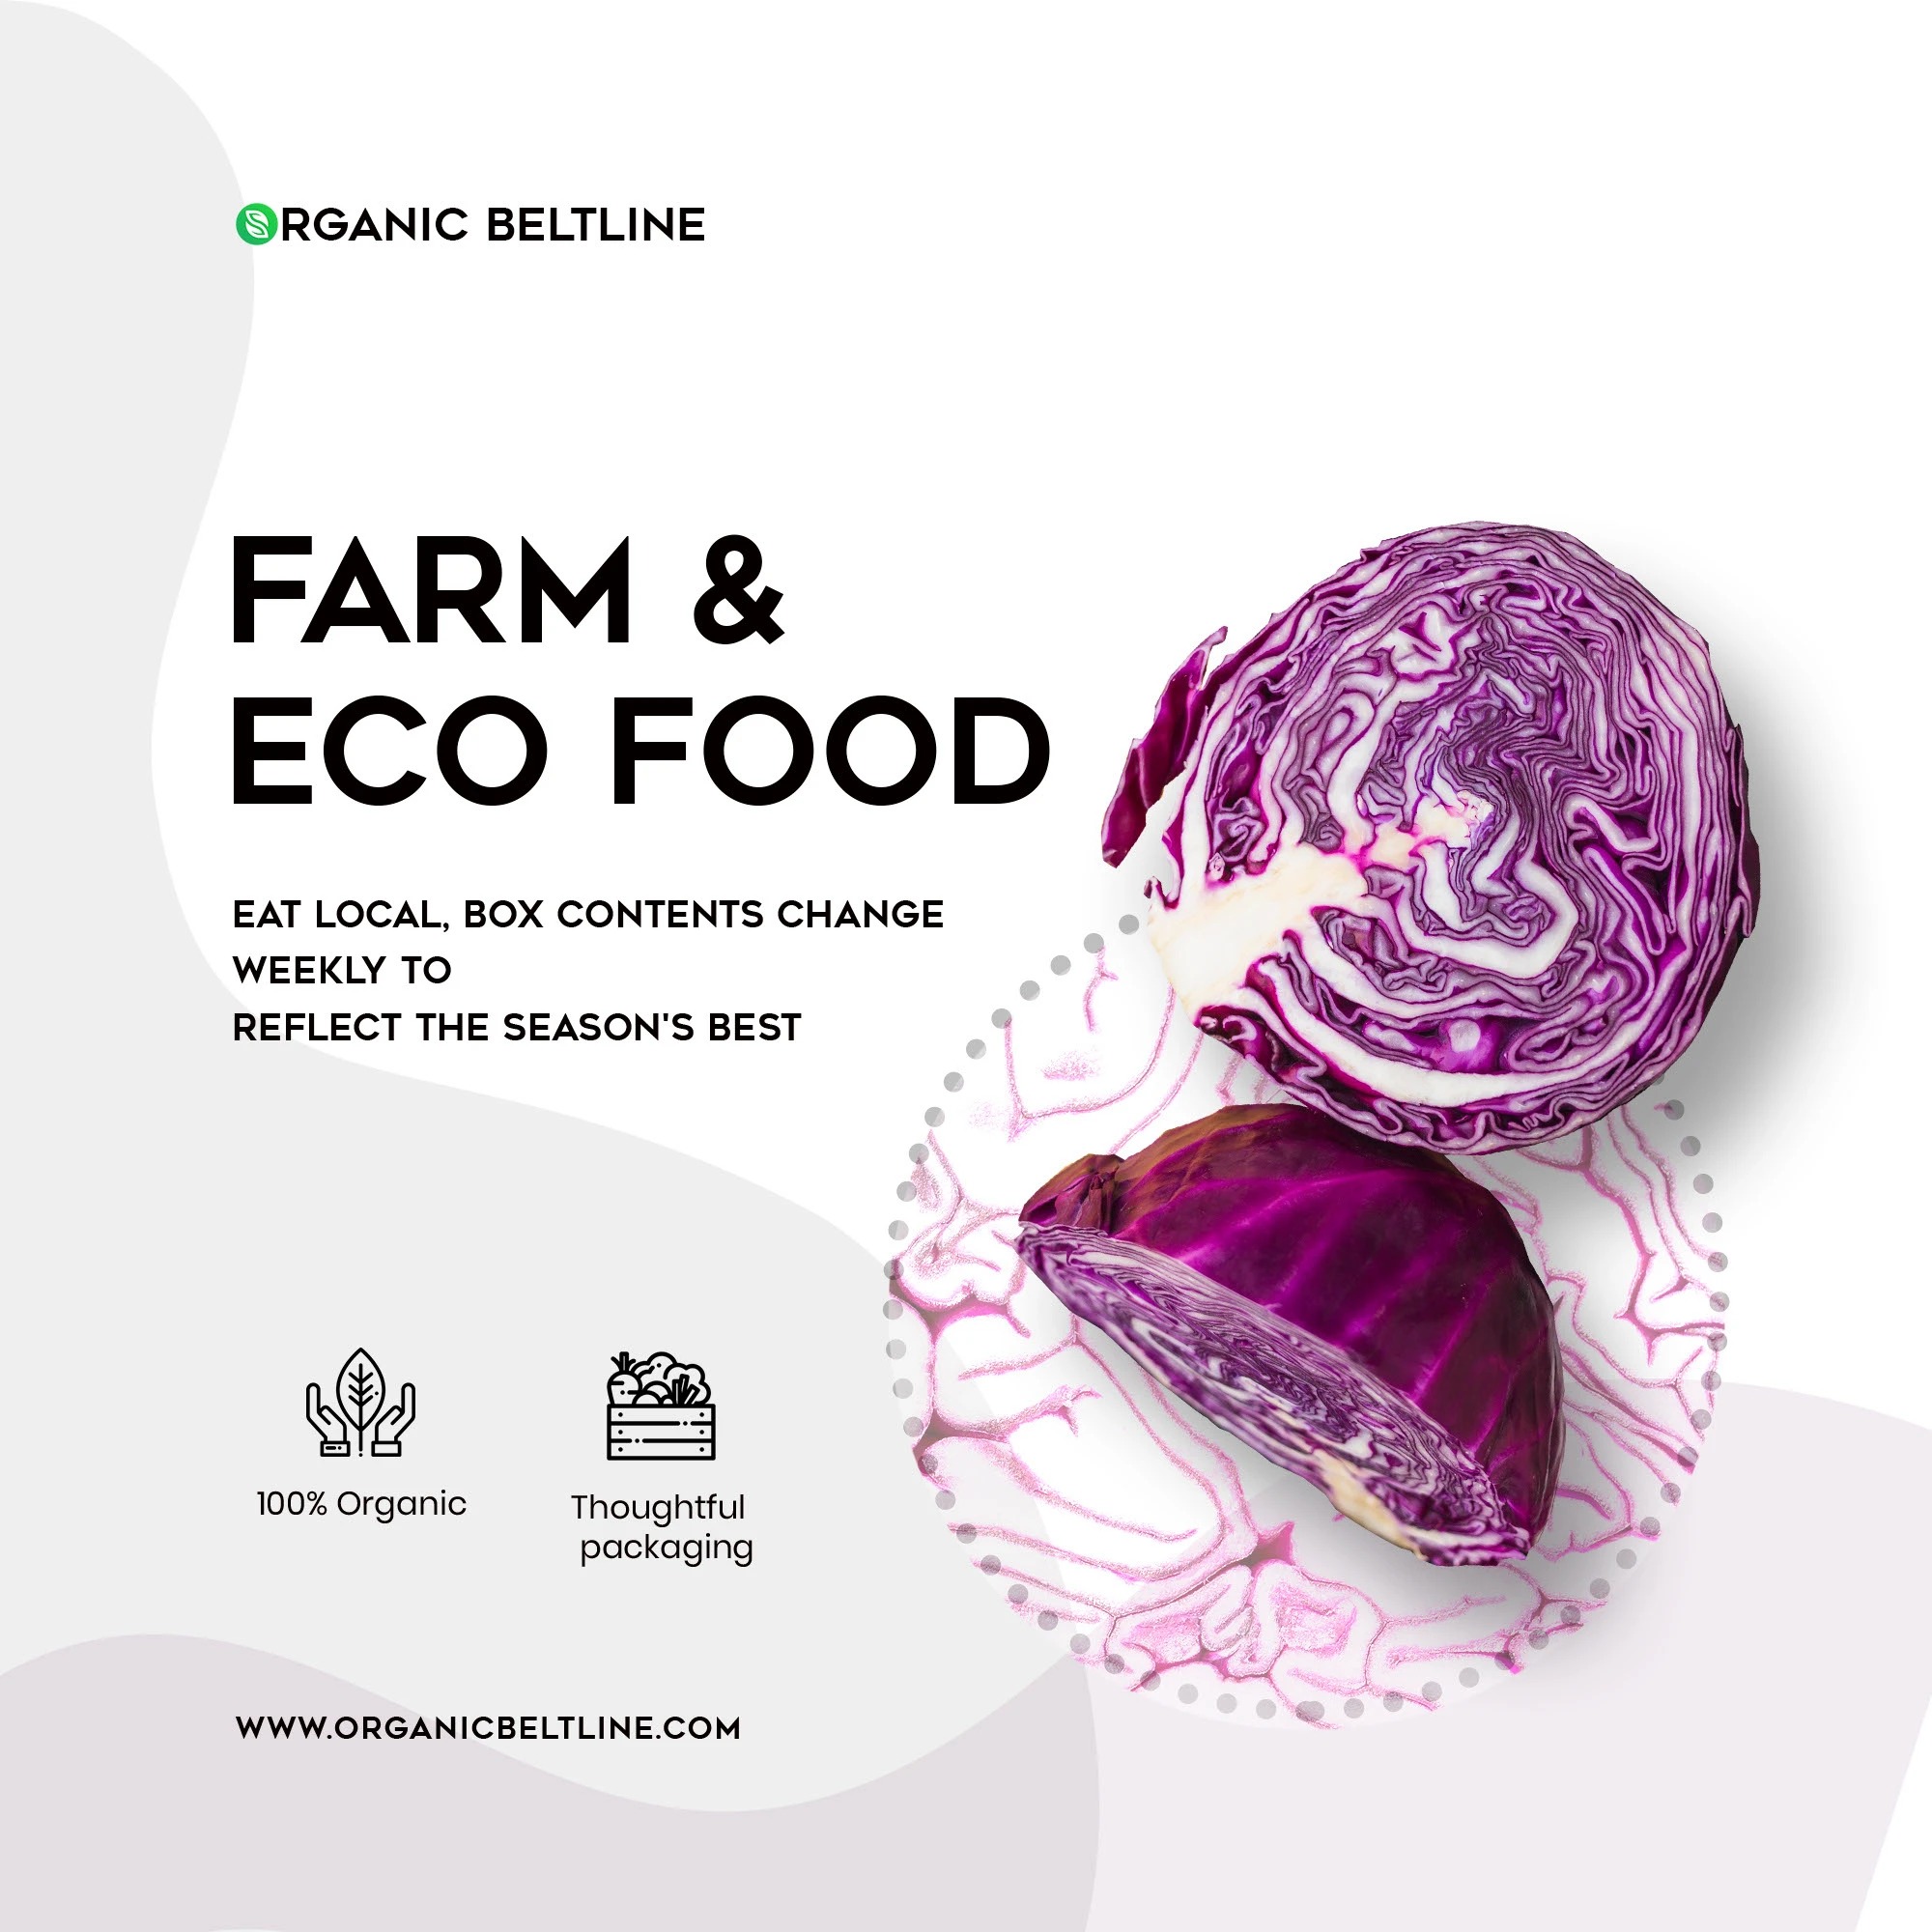 ORGANIC BELTLINE
FARM &
ECO FOOD
EAT LOCAL, BOX CONTENTS CHANGE
WEEKLY TO
REFLECT THE SEASON'S BEST
100% Organic
Thoughtful
packaging
WWW.ORGANICBELTLINE.COM